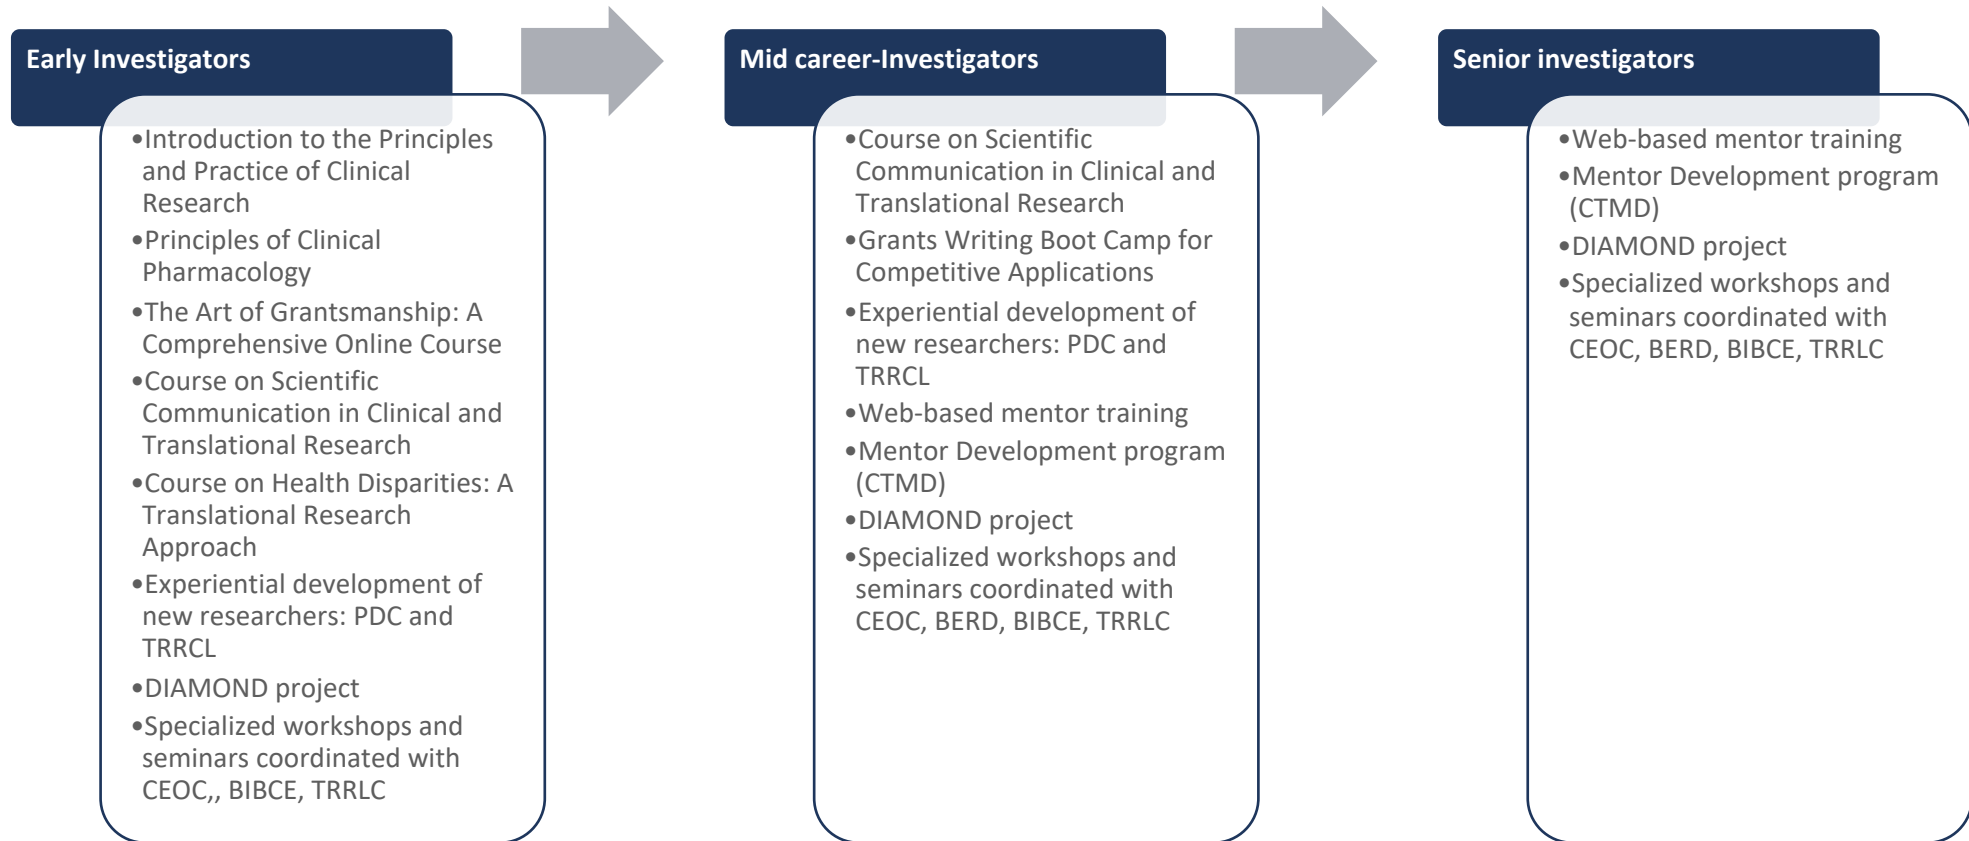 Early Investigators
•Introduction to the Principles
and Practice of Clinical
Research
•Principles of Clinical
Pharmacology
•The Art of Grantsmanship: A
Comprehensive Online Course
•Course on Scientific
Communication in Clinical and
Translational Research
•Course on Health Disparities: A
Translational Research
Approach
•Experiential development of
new researchers: PDC and
TRRCL
•DIAMOND project
•Specialized workshops and
seminars coordinated with
CEOC,, BIBCE, TRRLC
Mid career-Investigators
•Course on Scientific
Communication in Clinical and
Translational Research
•Grants Writing Boot Camp for
Competitive Applications
•Experiential development of
new researchers: PDC and
TRRCL
•Web-based mentor training
•Mentor Development program
(CTMD)
•DIAMOND project
•Specialized workshops and
seminars coordinated with
CEOC, BERD, BIBCE, TRRLC
Senior investigators
•Web-based mentor training
•Mentor Development program
(CTMD)
•DIAMOND project
•Specialized workshops and
seminars coordinated with
CEOC, BERD, BIBCE, TRRLC